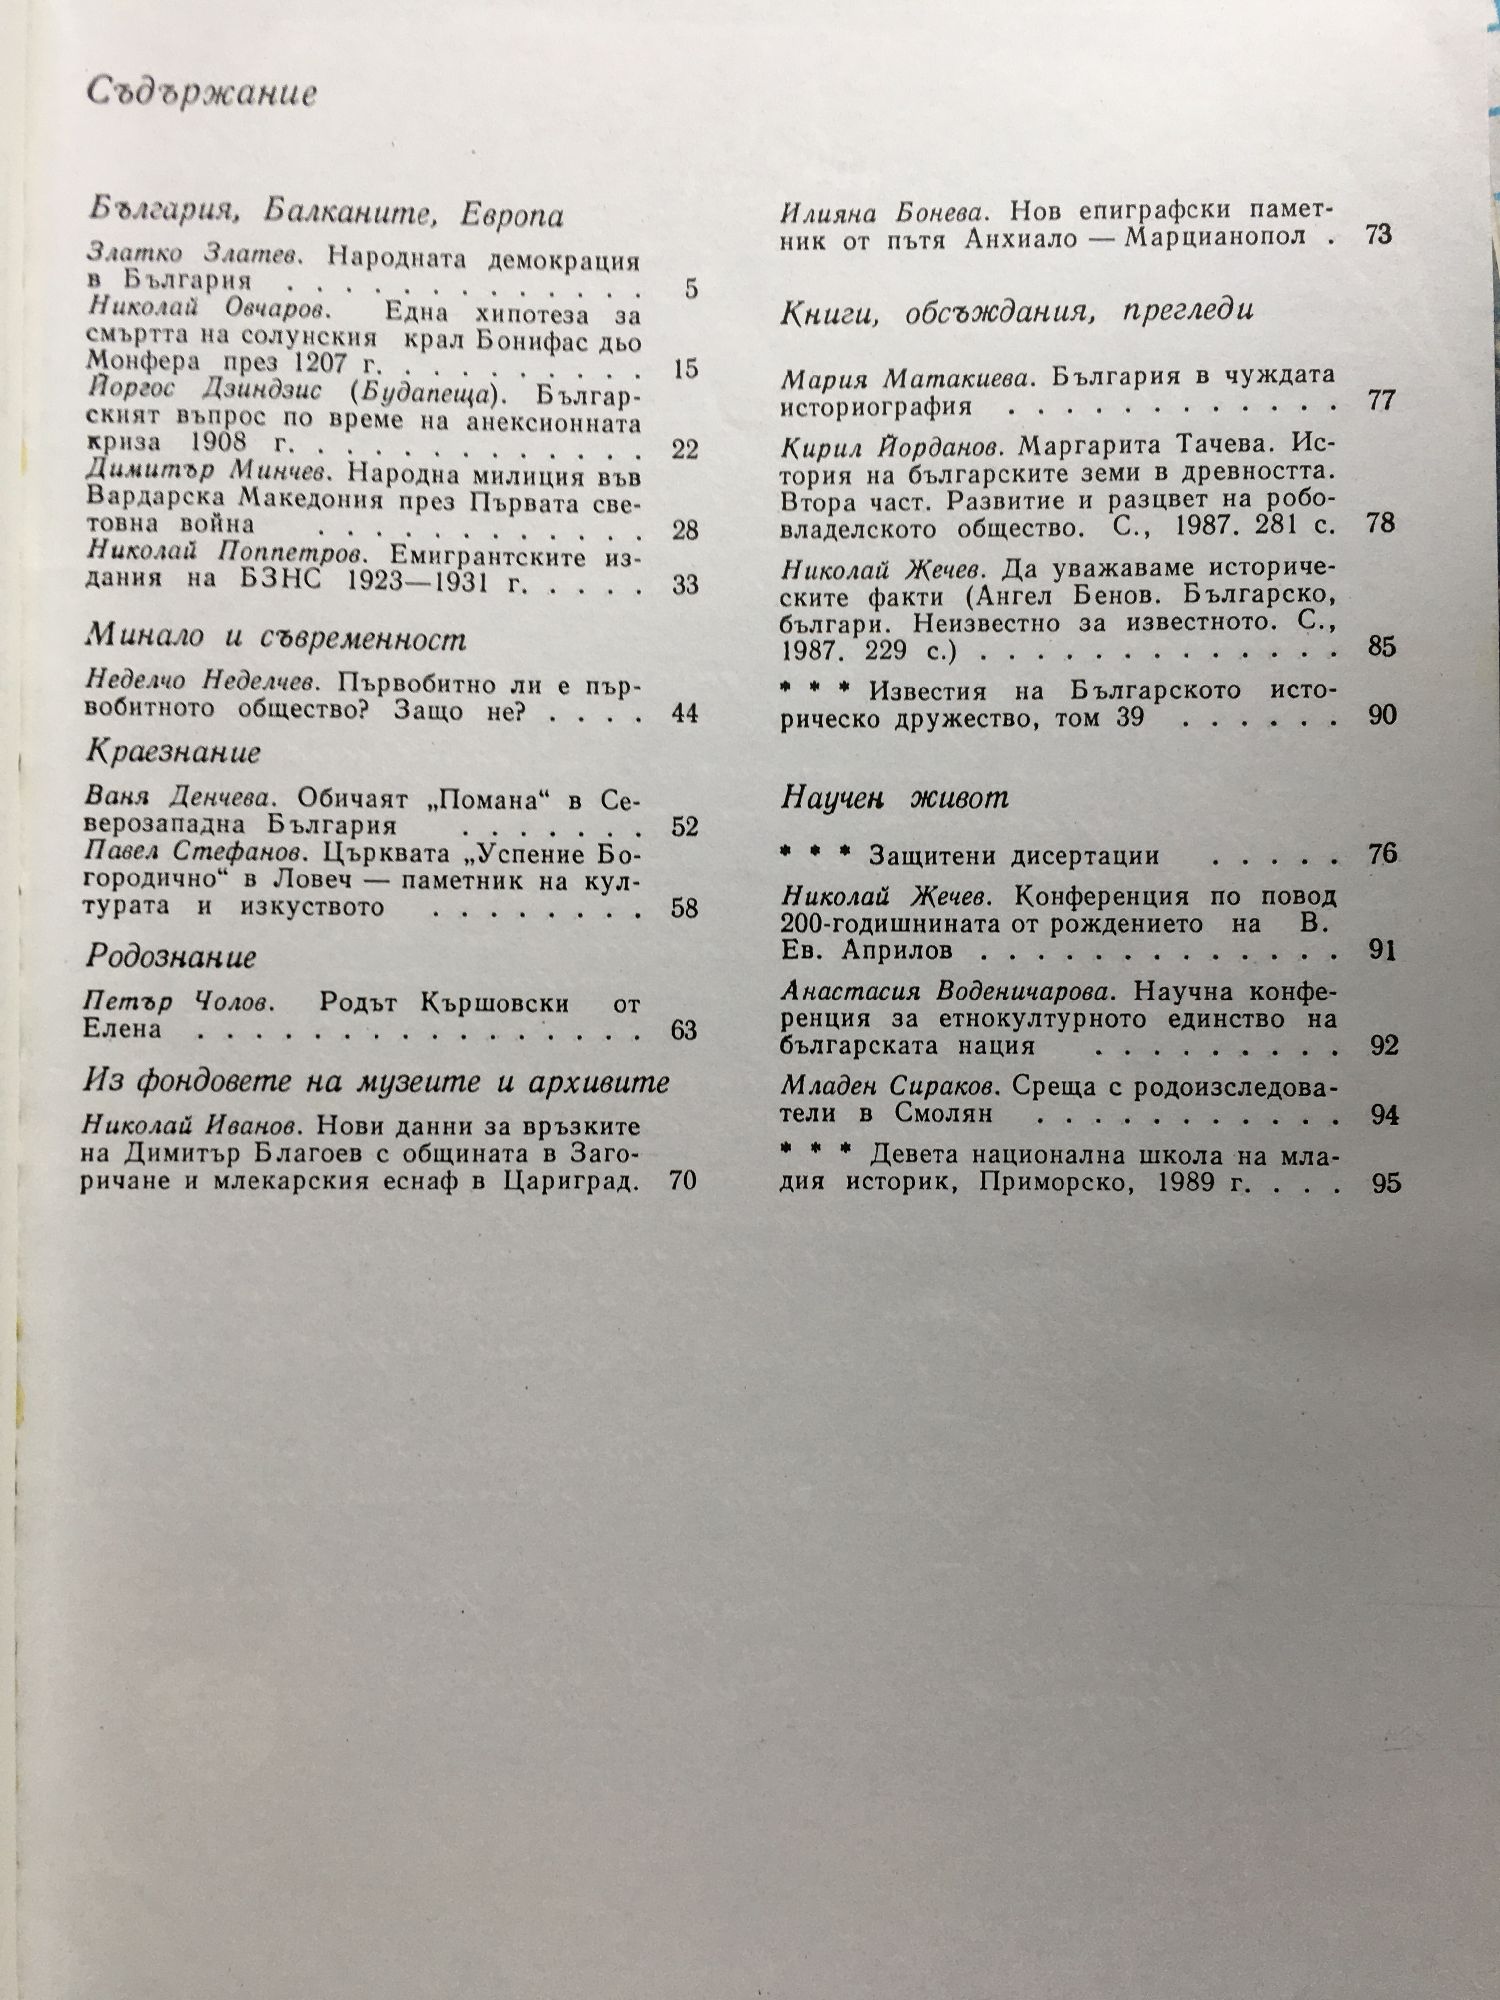 Съдържание
България, Балканите, Европа
Златко Златев. Народната демокрация
в България . . . . . . . . . . . . . 5
Николай Овчаров. Една хипотеза за
смъртта на солунския крал Бонифас дьо
Монфера през 1207 г. . . . . . . . . . 15
Йоргос Дзиндзис (Будапеща). Българ-
ският въпрос по време на анексионната
криза 1908 г. . . . . . . . . . . . . 22
Димитър Минчев. Народна милиция във
Вардарска Македония през Първата све-
товна война . . . . . . . . . . . . 28
Николай Поппетров. Емигрантските из-
дания на БЗНС 1923—1931 г. . . . . 33
Минало и съвременност
Неделчо Неделчев. Първобитно ли е пър-
вобитното общество? Защо не? . . . . 44
Краезнание
Ваня Денчева. Обичаят „Помана“ в Се-
верозападна България . . . . . . . 52
Павел Стефанов. Църквата „Успение Бо-
городично“ в Ловеч — паметник на кул-
турата и изкуството . . . . . . . . 58
Родознание
Петър Чолов. Родът Кършовски от
Елена . . . . . . . . . . . . . . . . 63
Из фондовете на музеите и архивите
Николай Иванов. Нови данни за връзките
на Димитър Благоев с общината в Заго-
ричане и млекарския еснаф в Цариград. 70
Илияна Бонева. Нов епиграфски памет-
ник от пътя Анхиало — Марцианопол . 73
Книги, обсъждания, прегледи
Мария Матакиева. България в чуждата
историография . . . . . . . . . . . . 77
Кирил Йорданов. Маргарита Тачева. Ис-
тория на българските земи в древността.
Втора част. Развитие и разцвет на робо-
владелското общество. С., 1987. 281 с. 78
Николай Жечев. Да уважаваме историче-
ските факти (Ангел Бенов. Българско,
българи. Неизвестно за известното. С.,
1987. 229 с.) . . . . . . . . . . . . . 85
* * * Известия на Българското исто-
рическо дружество, том 39 . . . . . . 90
Научен живот
* * * Защитени дисертации . . . . . 76
Николай Жечев. Конференция по повод
200-годишнината от рождението на В.
Ев. Априлов . . . . . . . . . . . . . 91
Анастасия Воденичарова. Научна конфе-
ренция за етнокултурното единство на
българската нация . . . . . . . . . 92
Младен Сираков. Среща с родоизследова-
тели в Смолян . . . . . . . . . . . 94
* * * Девета национална школа на мла-
дия историк, Приморско, 1989 г. . . . 95